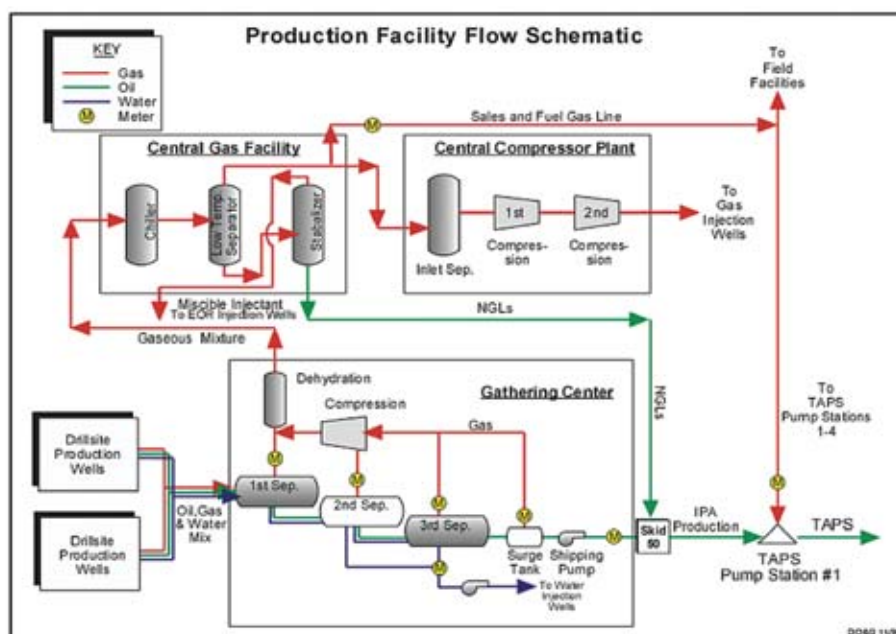 Production Facility Flow Schematic
KEY
Gas
Oil
Water
M Meter
To
Field
Facilities
M
Sales and Fuel Gas Line
Central Gas Facility
Chiller
Low Temp.
Separator
Stabalizer
Central Compressor Plant
Inlet Sep.
1st
Compres-
sion
2nd
Compres-
sion
To
Gas
Injection
Wells
Miscible Injectant
To EOR Injection Wells
NGLs
Gaseous Mixture
NGLs
Gathering Center
Dehydration
Compression
Gas
To
TAPS
Pump Stations
1-4
Drillsite
Production
Wells
Drillsite
Production
Wells
Oil,Gas
& Water
Mix
M
1st Sep.
M
2nd Sep.
M
3rd Sep.
M
M
Surge
Tank
Shipping
Pump
M
To Water
Injection
Wells
Skid
50
IPA
Production
M
TAPS
TAPS
Pump Station #1